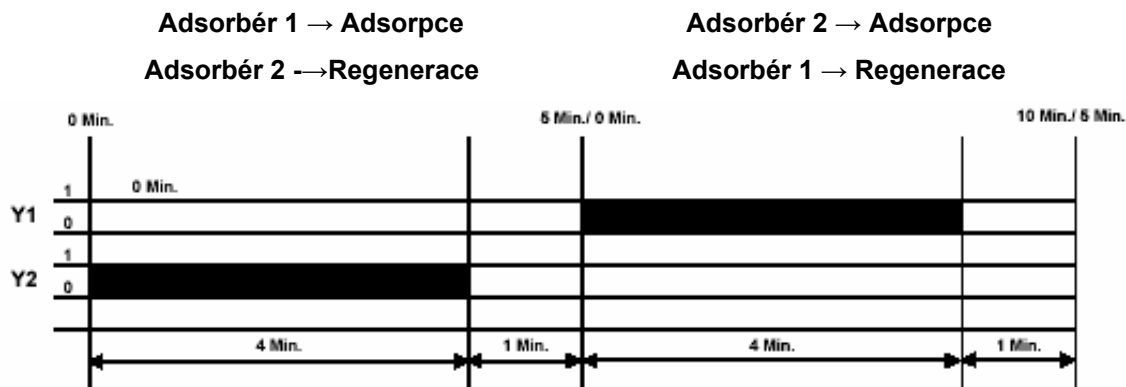 Adsorbér 1 → Adsorpce
Adsorbér 2 → Adsorpce
Adsorbér 2 -→Regenerace
Adsorbér 1 → Regenerace
0 Min.
5 Min./ 0 Min.
10 Min./ 5 Min.
1
0 Min.
Y1
0
1
Y2
0
4 Min.
1 Min.
4 Min.
1 Min.